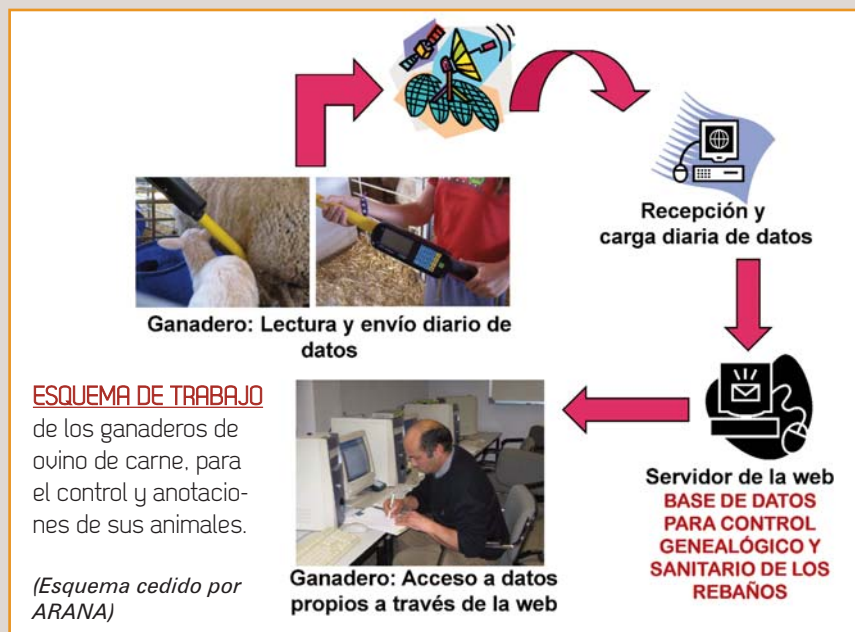 Recepción y
carga diaria de datos
Ganadero: Lectura y envío diario de
datos
ESQUEMA DE TRABAJO
de los ganaderos de
ovino de carne, para
el control y anotacio-
nes de sus animales.
(Esquema cedido por
ARANA)
Ganadero: Acceso a datos
propios a través de la web
Servidor de la web
BASE DE DATOS
PARA CONTROL
GENEALÓGICO Y
SANITARIO DE LOS
REBAÑOS